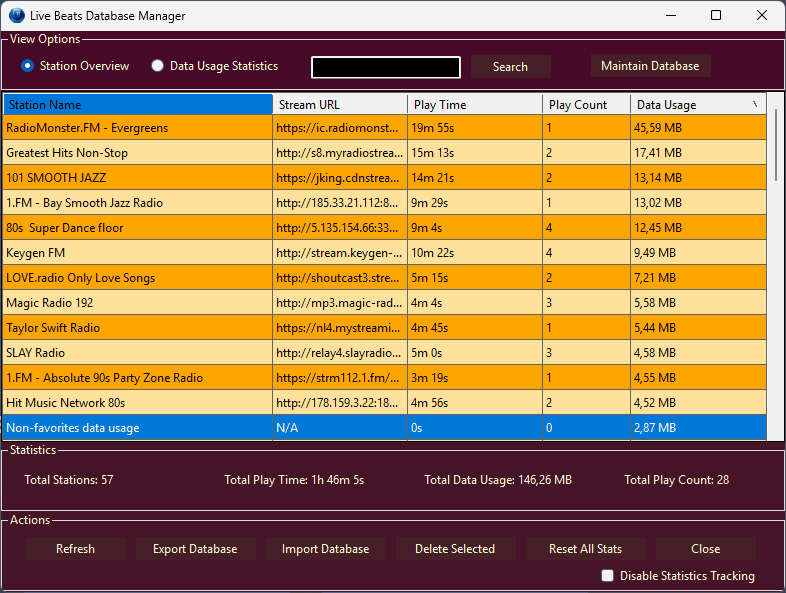 Live Beats Database Manager
View Options
Station Overview Data Usage Statistics Search Maintain Database
Station Name Stream URL Play Time Play Count Data Usage
RadioMonster.FM - Evergreens https://ic.radiomonst... 19m 55s 1 45,59 MB
Greatest Hits Non-Stop http://s8.myradiostrea... 15m 13s 2 17,41 MB
101 SMOOTH JAZZ https://jking.cdnstrea... 14m 21s 2 13,14 MB
1.FM - Bay Smooth Jazz Radio http://185.33.21.112:8... 9m 29s 1 13,02 MB
80s  Super Dance floor http://5.135.154.66:33... 9m 4s 4 12,45 MB
Keygen FM http://stream.keygen-... 10m 22s 4 9,49 MB
LOVE.radio Only Love Songs http://shoutcast3.stre... 5m 15s 2 7,21 MB
Magic Radio 192 http://mp3.magic-rad... 4m 4s 3 5,58 MB
Taylor Swift Radio https://nl4.mystreami... 4m 45s 1 5,44 MB
SLAY Radio http://relay4.slayradio... 5m 0s 3 4,58 MB
1.FM - Absolute 90s Party Zone Radio https://strm112.1.fm/... 3m 19s 1 4,55 MB
Hit Music Network 80s http://178.159.3.22:18... 4m 56s 2 4,52 MB
Non-favorites data usage N/A 0s 0 2,87 MB
Statistics
Total Stations: 57 Total Play Time: 1h 46m 5s Total Data Usage: 146,26 MB Total Play Count: 28
Actions
Refresh Export Database Import Database Delete Selected Reset All Stats Close
Disable Statistics Tracking